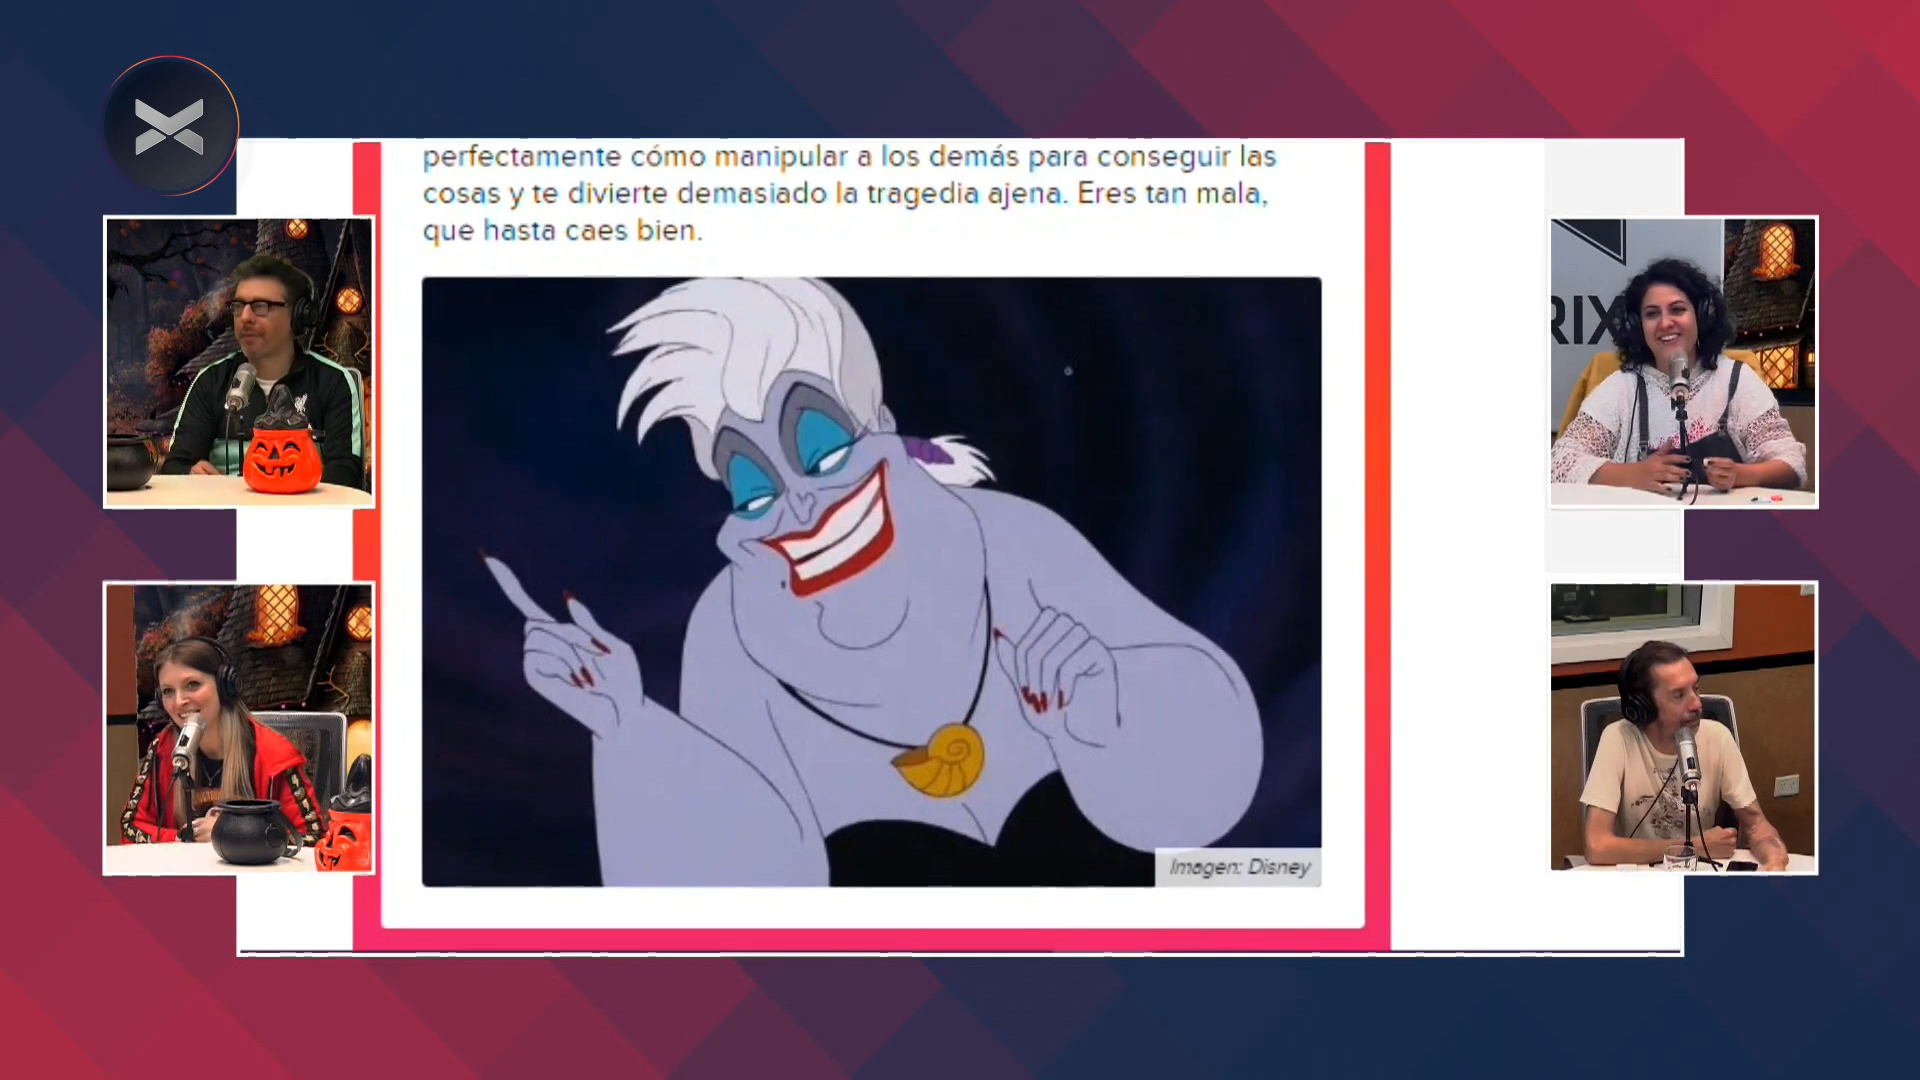 perfectamente cómo manipular a los demás para conseguir las
cosas y te divierte demasiado la tragedia ajena. Eres tan mala,
que hasta caes bien.
RIX
Imagen: Disney